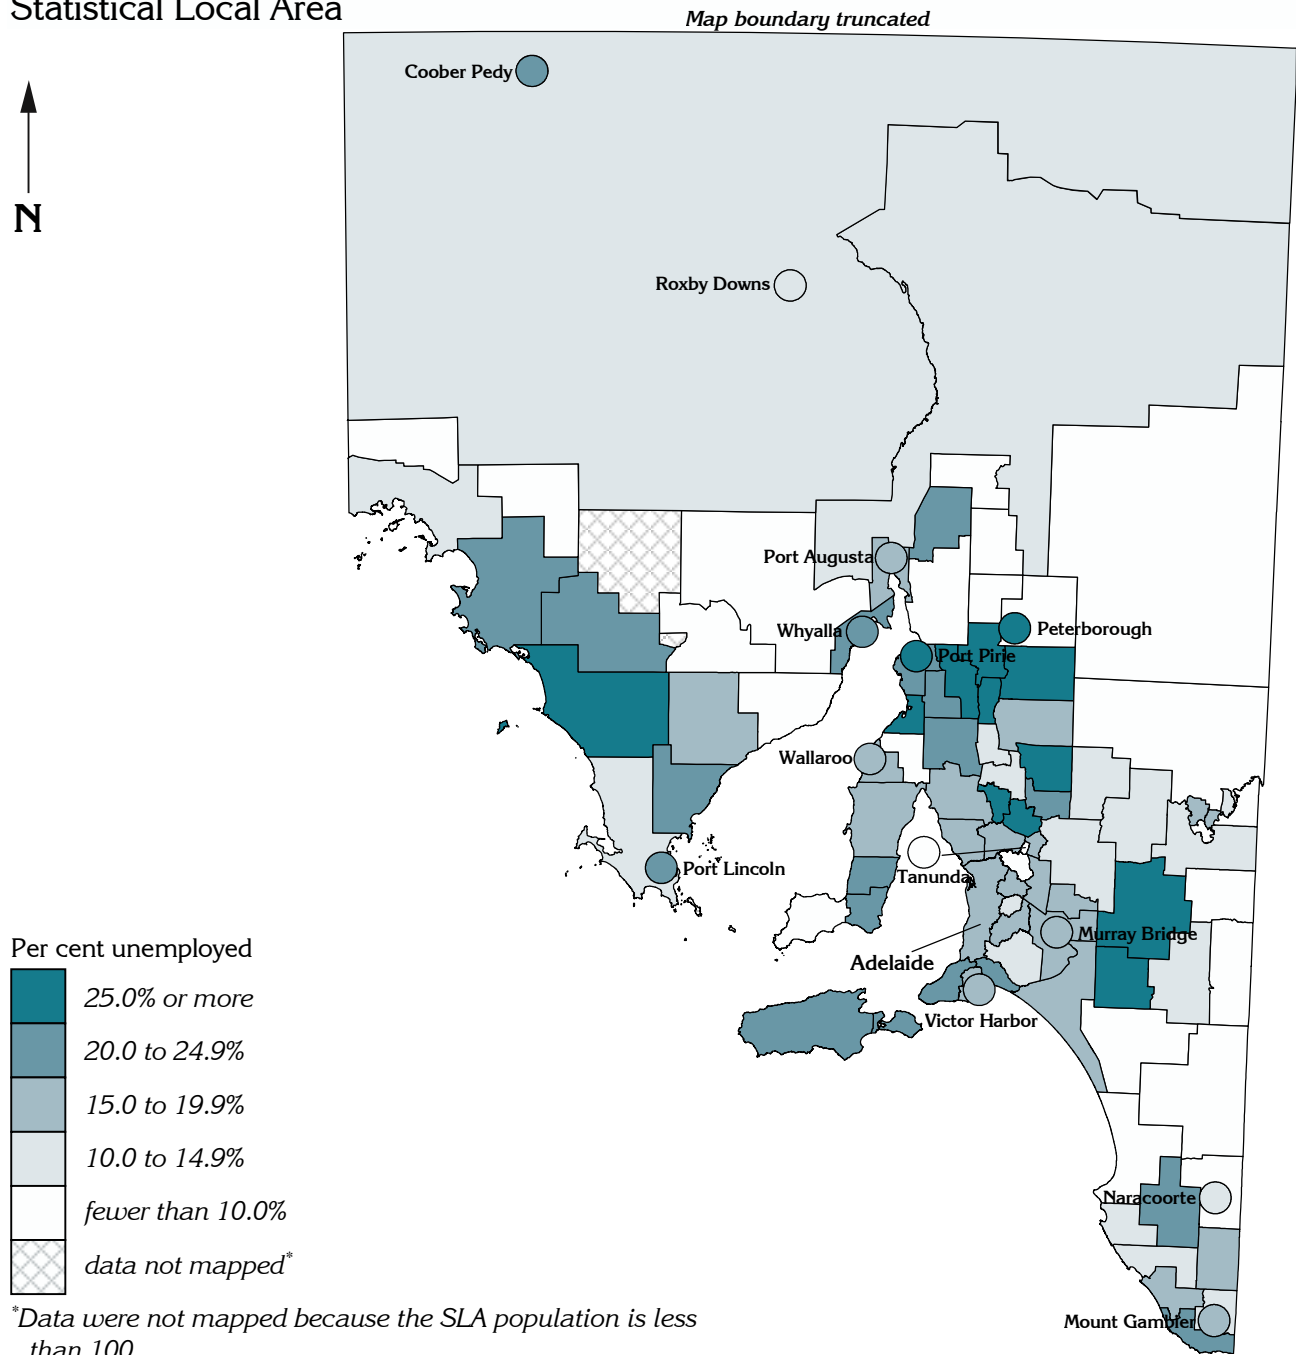 Statistical Local Area
Map boundary truncated
Coober Pedy
N
Roxby Downs
Port Augusta
Whyalla
Peterborough
Port Pirie
Wallaroo
Port Lincoln
Tanunda
Murray Bridge
Adelaide
Victor Harbor
Naracoorte
Mount Gambier
Per cent unemployed
25.0% or more
20.0 to 24.9%
15.0 to 19.9%
10.0 to 14.9%
fewer than 10.0%
data not mapped*
*Data were not mapped because the SLA population is less
than 100